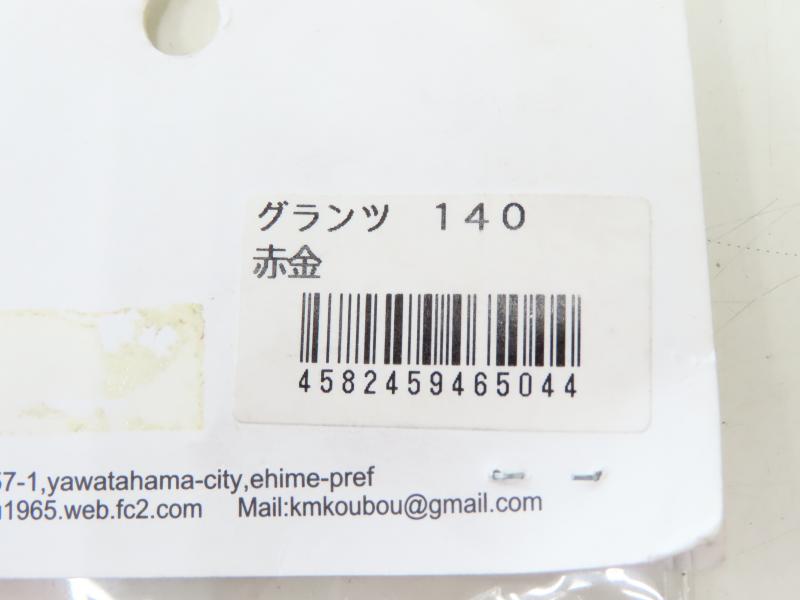 グランツ　１４０
赤金
4582459465044
57-1,yawatahama-city,ehime-pref
1965.web.fc2.com Mail:kmkoubou@gmail.com